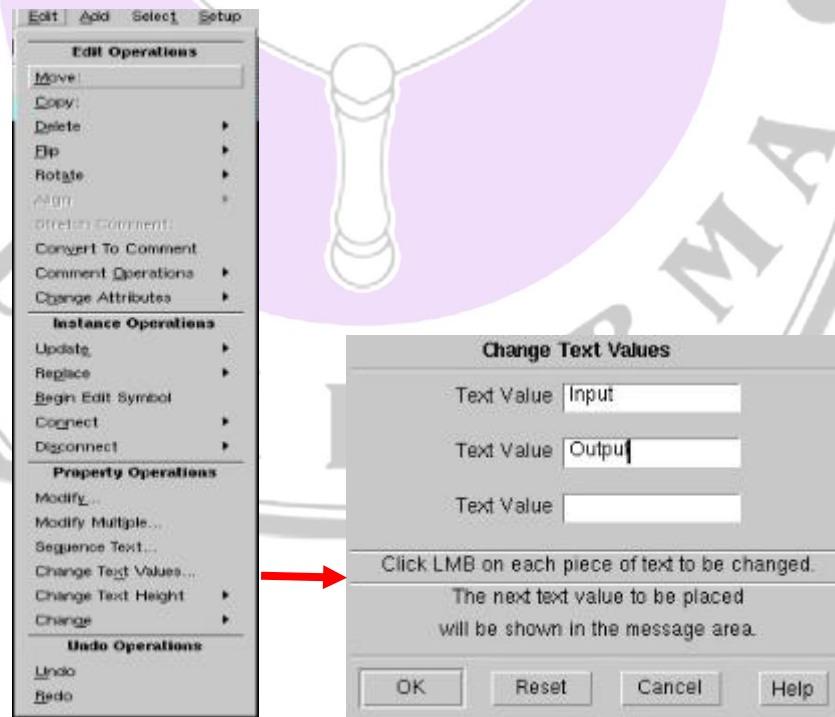 Edit Add Select Setup
Edit Operations
Move:
Copy:
Delete
Flip
Rotate
Align
Stretch Comment:
Convert To Comment
Comment Operations
Change Attributes
Instance Operations
Update
Replace
Begin Edit Symbol
Connect
Disconnect
Property Operations
Modify...
Modify Multiple...
Sequence Text...
Change Text Values...
Change Text Height
Change
Undo Operations
Undo
Redo
Change Text Values
Text Value Input
Text Value Output
Text Value
Click LMB on each piece of text to be changed.
The next text value to be placed
will be shown in the message area.
OK Reset Cancel Help